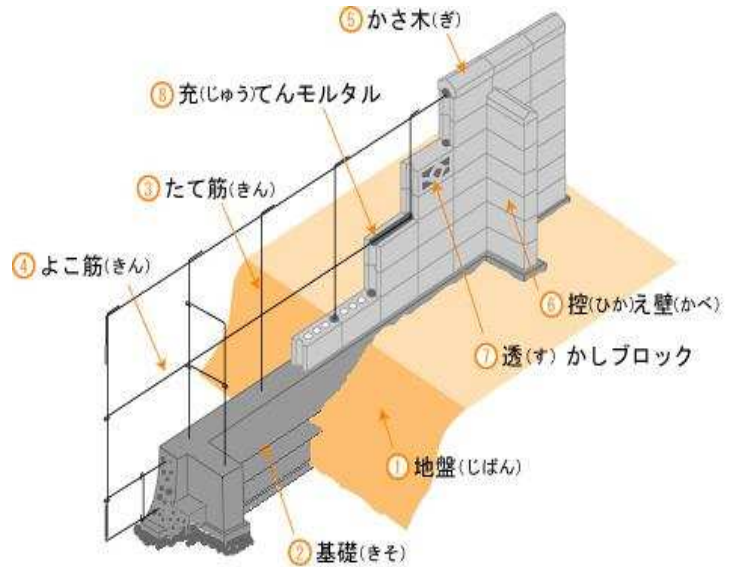 ⑤かさ木(ぎ)
⑧充(じゅう)てんモルタル
③たて筋(きん)
④よこ筋(きん)
⑥控(ひか)え壁(かべ)
⑦透(す)かしブロック
①地盤(じばん)
②基礎(きそ)